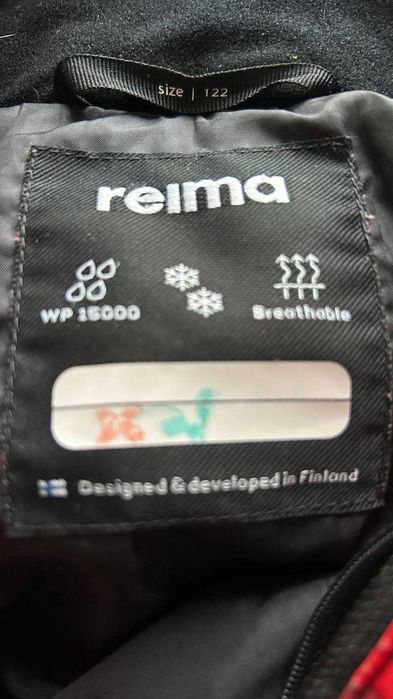 size | 122
reima
WP 15000
Breathable
Designed & developed in Finland